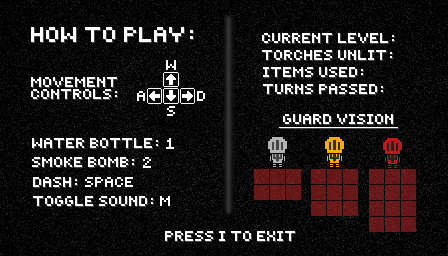 HOW TO PLAY:
MOVEMENT
CONTROLS:
W
A D
S
WATER BOTTLE: 1
SMOKE BOMB: 2
DASH: SPACE
TOGGLE SOUND: M
CURRENT LEVEL:
TORCHES UNLIT:
ITEMS USED:
TURNS PASSED:
GUARD VISION
PRESS I TO EXIT